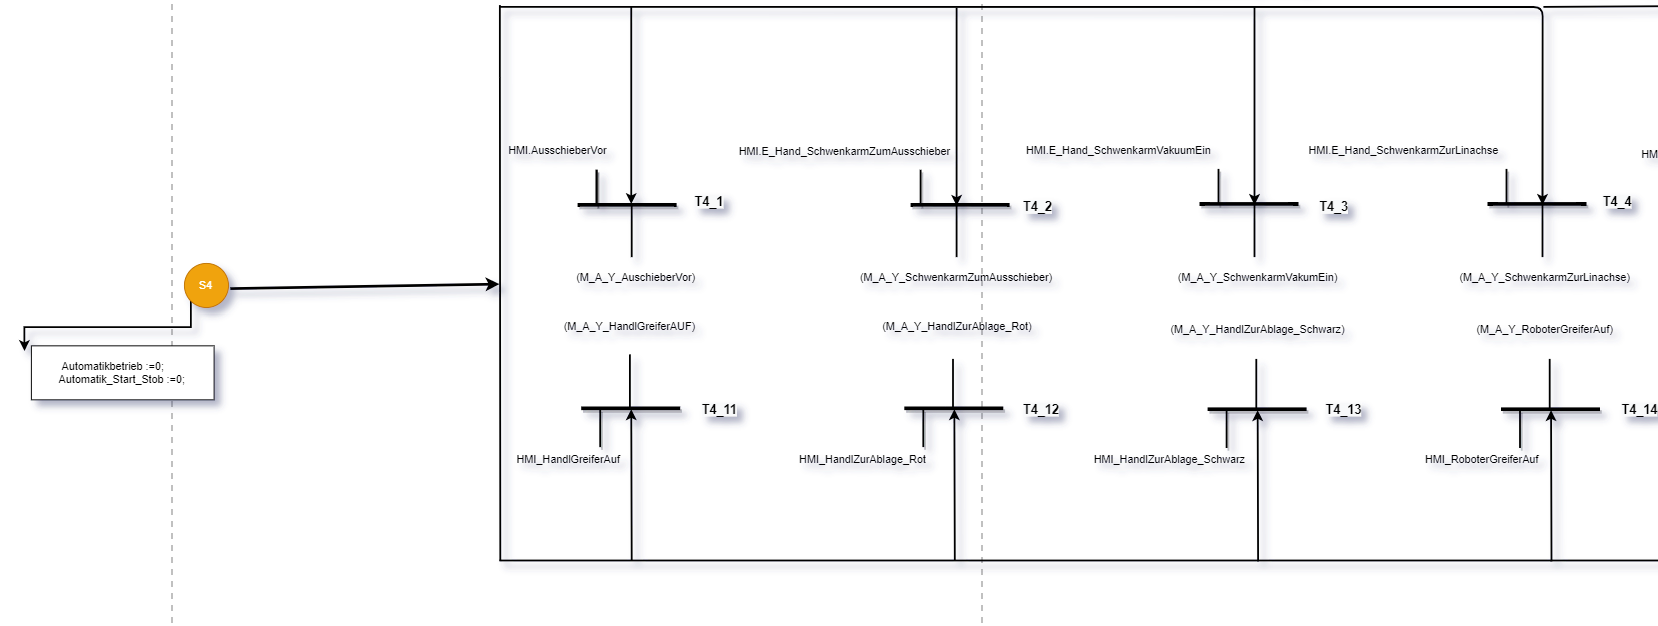 HMI.AusschieberVor
HMI.E_Hand_SchwenkarmZumAusschieber
HMI.E_Hand_SchwenkarmVakuumEin
HMI.E_Hand_SchwenkarmZurLinachse
HM
T4_1
T4_2
T4_3
T4_4
(M_A_Y_AuschieberVor)
(M_A_Y_SchwenkarmZumAusschieber)
(M_A_Y_SchwenkarmVakumEin)
(M_A_Y_SchwenkarmZurLinachse)
S4
(M_A_Y_HandlGreiferAUF)
(M_A_Y_HandlZurAblage_Rot)
(M_A_Y_HandlZurAblage_Schwarz)
(M_A_Y_RoboterGreiferAuf)
Automatikbetrieb :=0;
Automatik_Start_Stob :=0;
T4_11
T4_12
T4_13
T4_14
HMI_HandlGreiferAuf
HMI_HandlZurAblage_Rot
HMI_HandlZurAblage_Schwarz
HMI_RoboterGreiferAuf